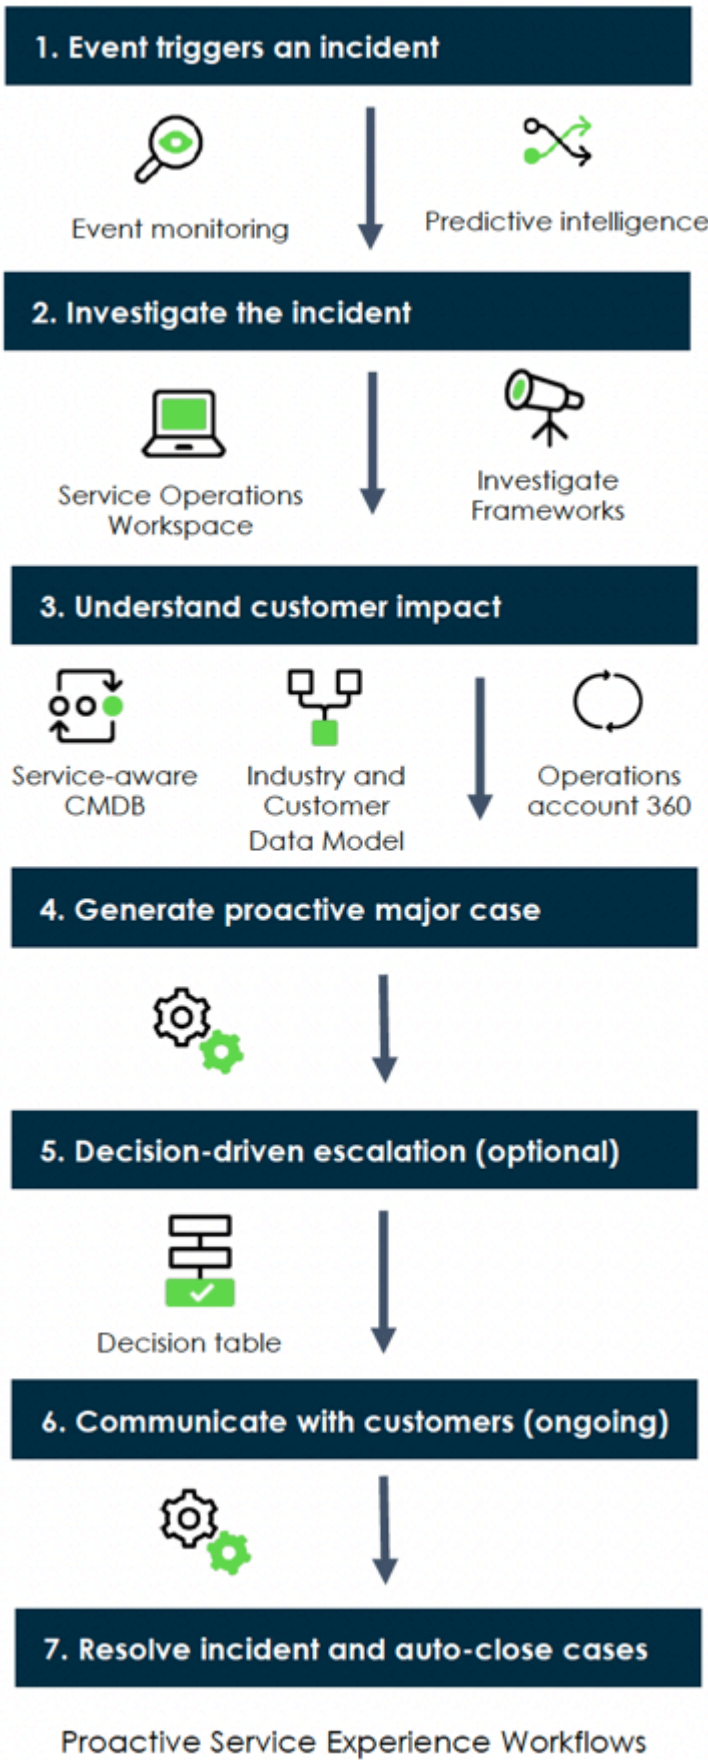 1. Event triggers an incident
Event monitoring
Predictive intelligence
2. Investigate the incident
Service Operations
Workspace
Investigate
Frameworks
3. Understand customer impact
Service-aware
CMDB
Industry and
Customer
Data Model
Operations
account 360
4. Generate proactive major case
5. Decision-driven escalation (optional)
Decision table
6. Communicate with customers (ongoing)
7. Resolve incident and auto-close cases
Proactive Service Experience Workflows